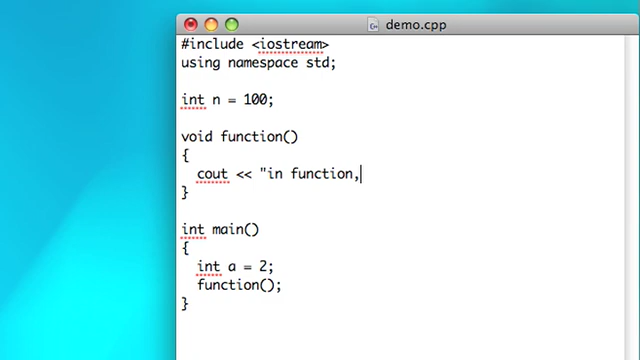 demo.cpp
#include <iostream>
using namespace std;
int n = 100;
void function()
{
cout << "in function,
}
int main()
{
int a = 2;
function();
}